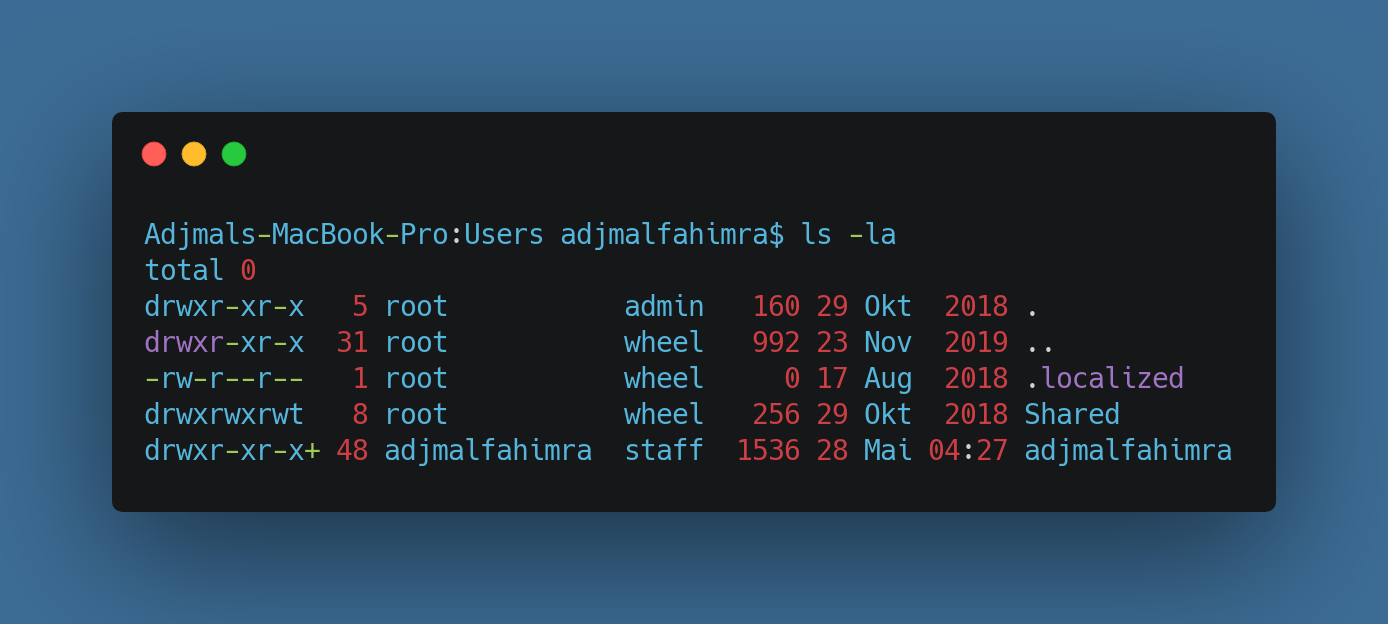 Adjmals-MacBook-Pro:Users adjmalfahimra$ ls -la
total 0
drwxr-xr-x   5 root           admin   160 29 Okt  2018 .
drwxr-xr-x  31 root           wheel   992 23 Nov  2019 ..
-rw-r--r--   1 root           wheel     0 17 Aug  2018 .localized
drwxrwxrwt   8 root           wheel   256 29 Okt  2018 Shared
drwxr-xr-x+ 48 adjmalfahimra  staff  1536 28 Mai 04:27 adjmalfahimra